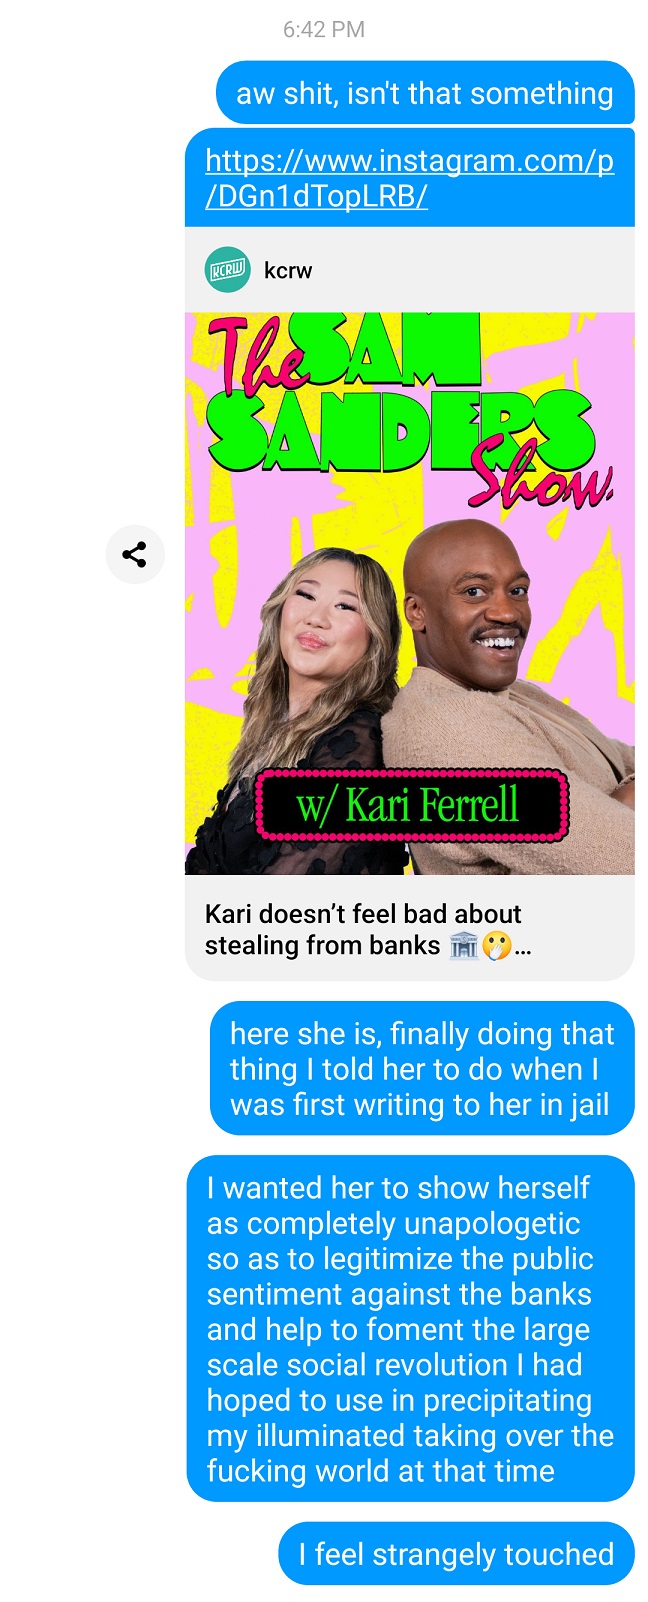 6:42 PM
aw shit, isn't that something
https://www.instagram.com/p
/DGn1dTopLRB/
KCRW
kcrw
The SAM
SANDERS
Show.
w/ Kari Ferrell
Kari doesn’t feel bad about
stealing from banks 🏦🫢...
here she is, finally doing that
thing I told her to do when I
was first writing to her in jail
I wanted her to show herself
as completely unapologetic
so as to legitimize the public
sentiment against the banks
and help to foment the large
scale social revolution I had
hoped to use in precipitating
my illuminated taking over the
fucking world at that time
I feel strangely touched